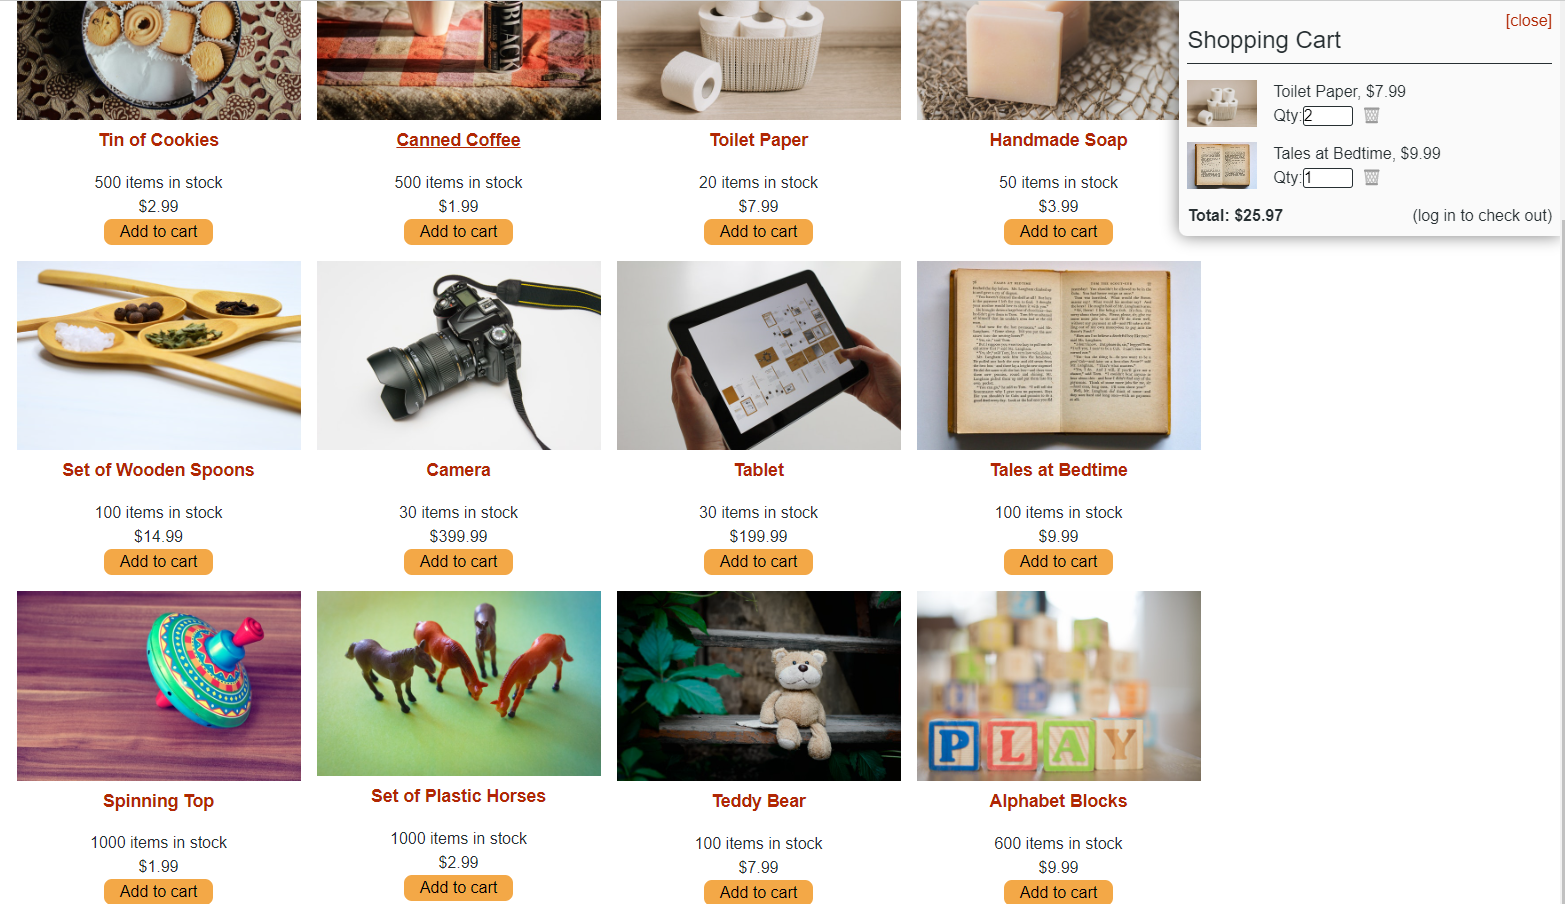 [close]
Shopping Cart
Toilet Paper, $7.99
Qty: 2
Tales at Bedtime, $9.99
Qty: 1
Total: $25.97 (log in to check out)
BLACK
Tin of Cookies
500 items in stock
$2.99
Add to cart
Canned Coffee
500 items in stock
$1.99
Add to cart
Toilet Paper
20 items in stock
$7.99
Add to cart
Handmade Soap
50 items in stock
$3.99
Add to cart
Set of Wooden Spoons
100 items in stock
$14.99
Add to cart
Camera
30 items in stock
$399.99
Add to cart
Tablet
30 items in stock
$199.99
Add to cart
Tales at Bedtime
100 items in stock
$9.99
Add to cart
Spinning Top
1000 items in stock
$1.99
Add to cart
Set of Plastic Horses
1000 items in stock
$2.99
Add to cart
Teddy Bear
100 items in stock
$7.99
Add to cart
PLAY
Alphabet Blocks
600 items in stock
$9.99
Add to cart